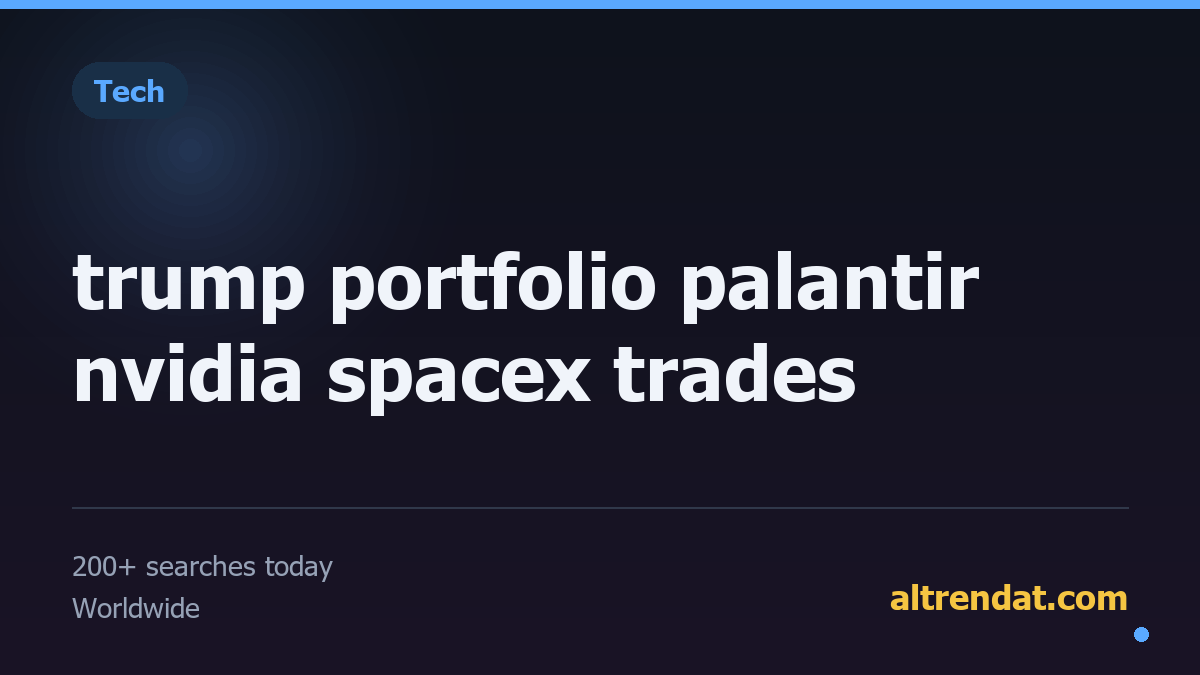 Tech
trump portfolio palantir
nvidia spacex trades
200+ searches today
Worldwide
altrendat.com